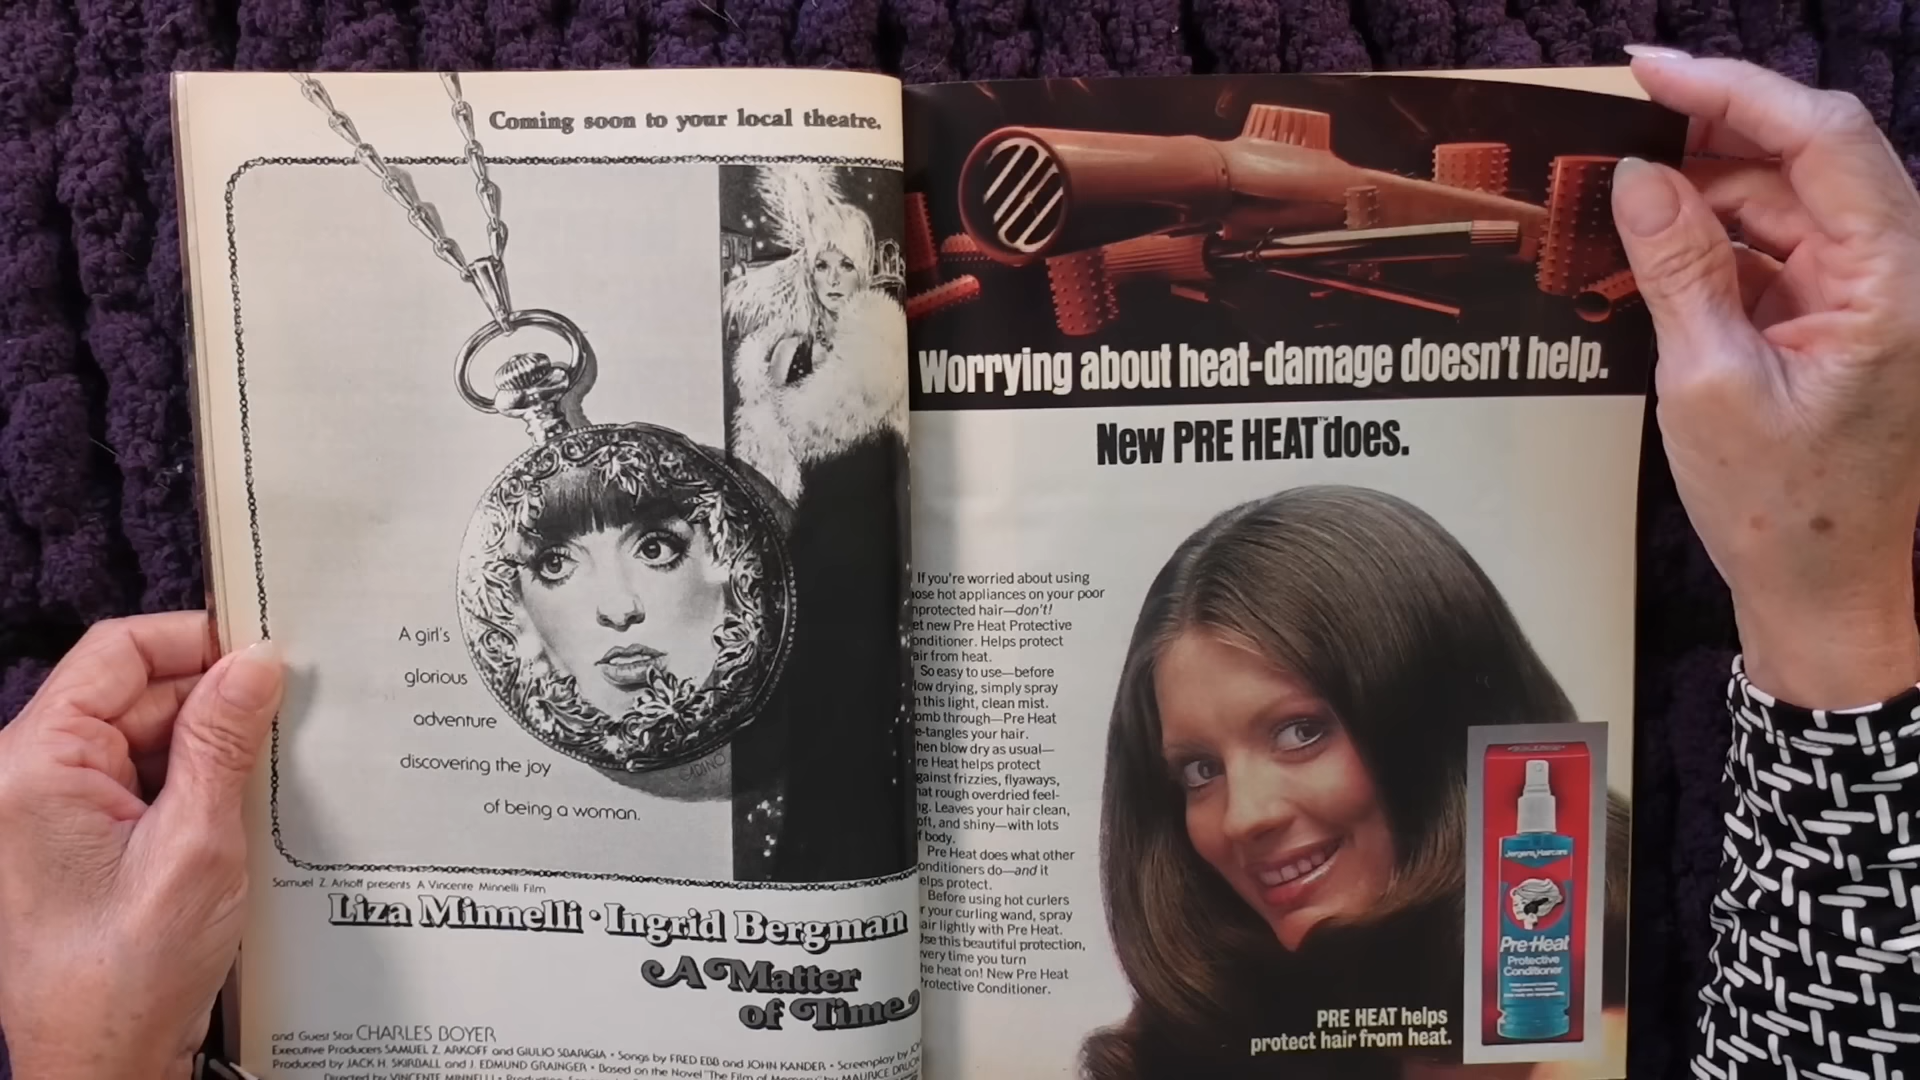 Coming soon to your local theatre.
A girl's
glorious
adventure
discovering the joy
of being a woman.
Samuel Z. Arkoff presents A Vincente Minnelli Film
Liza Minnelli • Ingrid Bergman
A Matter
of Time
and Guest Star CHARLES BOYER
Executive Producers SAMUEL Z. ARKOFF and GIULIO SBARIGIA • Songs by FRED EBB and JOHN KANDER • Screenplay by
Produced by JACK H. SKIRBALL and J. EDMUND GRAINGER • Based on the Novel "The Film of Memory" by MAURICE
Directed by VINCENTE MINNELLI •
Worrying about heat-damage doesn't help.
New PRE HEAT™ does.
If you're worried about using
ose hot appliances on your poor
nprotected hair—don't!
et new Pre Heat Protective
onditioner. Helps protect
air from heat.
So easy to use—before
low drying, simply spray
n this light, clean mist.
omb through—Pre Heat
e-tangles your hair.
hen blow dry as usual—
re Heat helps protect
gainst frizzies, flyaways,
hat rough overdried feel-
ng. Leaves your hair clean,
oft, and shiny—with lots
f body.
Pre Heat does what other
onditioners do—and it
elps protect.
Before using hot curlers
r your curling wand, spray
air lightly with Pre Heat.
Use this beautiful protection,
very time you turn
he heat on! New Pre Heat
Protective Conditioner.
Jergens Haircare
Pre-Heat
Protective
Conditioner
PRE HEAT helps
protect hair from heat.